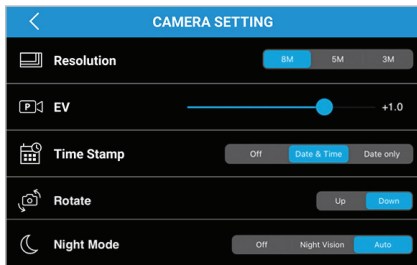 CAMERA SETTING
Resolution 8M 5M 3M
P EV +1.0
Time Stamp Off Date & Time Date only
Rotate Up Down
Night Mode Off Night Vision Auto